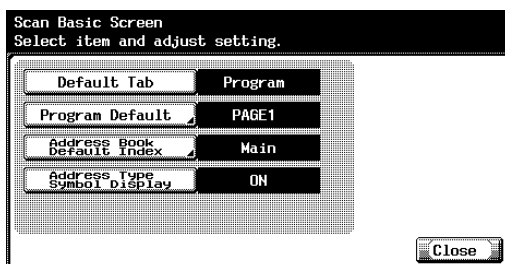 Scan Basic Screen
Select item and adjust setting.
Default Tab Program
Program Default PAGE1
Address Book
Default Index Main
Address Type
Symbol Display ON
Close